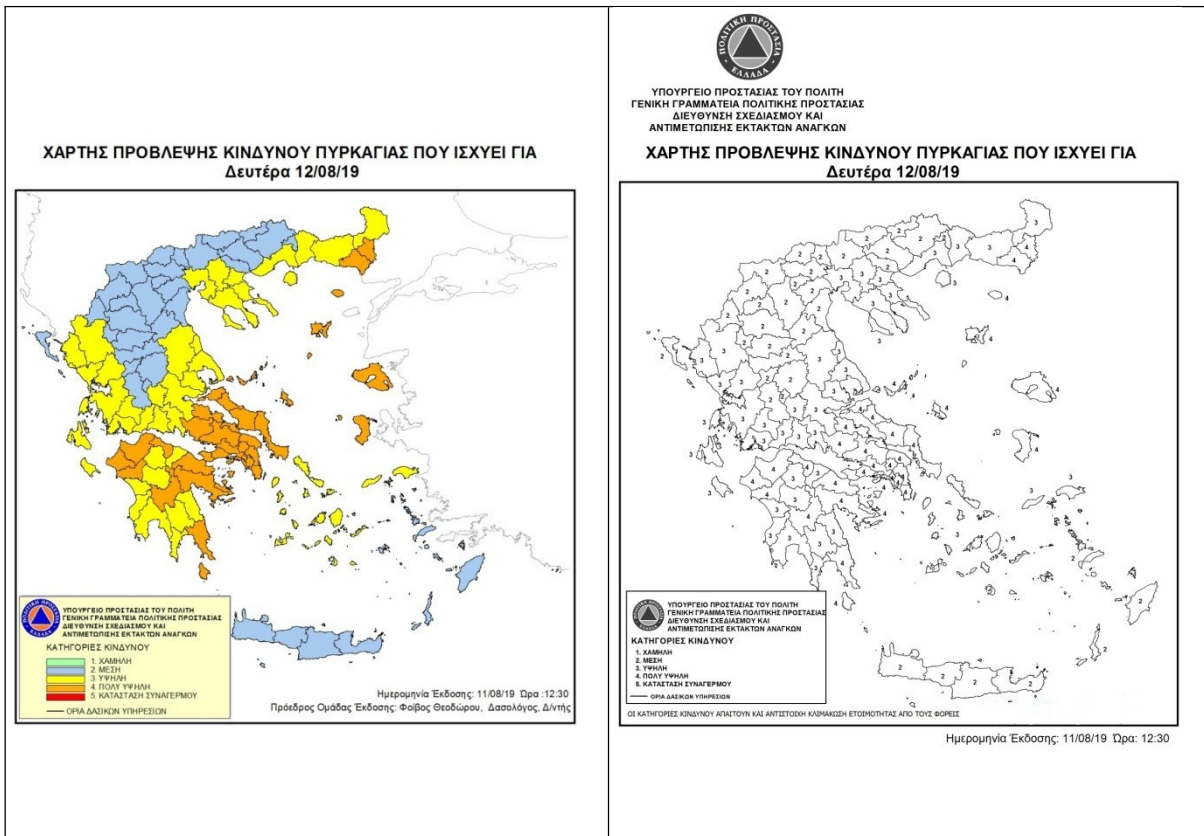 ΧΑΡΤΗΣ ΠΡΟΒΛΕΨΗΣ ΚΙΝΔΥΝΟΥ ΠΥΡΚΑΓΙΑΣ ΠΟΥ ΙΣΧΥΕΙ ΓΙΑ
Δευτέρα 12/08/19
ΠΟΛΙΤΙΚΗ ΠΡΟΣΤΑΣΙΑ
ΕΛΛΑΔΑ
ΥΠΟΥΡΓΕΙΟ ΠΡΟΣΤΑΣΙΑΣ ΤΟΥ ΠΟΛΙΤΗ
ΓΕΝΙΚΗ ΓΡΑΜΜΑΤΕΙΑ ΠΟΛΙΤΙΚΗΣ ΠΡΟΣΤΑΣΙΑΣ
ΔΙΕΥΘΥΝΣΗ ΣΧΕΔΙΑΣΜΟΥ ΚΑΙ
ΑΝΤΙΜΕΤΩΠΙΣΗΣ ΕΚΤΑΚΤΩΝ ΑΝΑΓΚΩΝ
ΚΑΤΗΓΟΡΙΕΣ ΚΙΝΔΥΝΟΥ
1. ΧΑΜΗΛΗ
2. ΜΕΣΗ
3. ΥΨΗΛΗ
4. ΠΟΛΥ ΥΨΗΛΗ
5. ΚΑΤΑΣΤΑΣΗ ΣΥΝΑΓΕΡΜΟΥ
ΟΡΙΑ ΔΑΣΙΚΩΝ ΥΠΗΡΕΣΙΩΝ
Ημερομηνία Έκδοσης: 11/08/19 Ώρα :12:30
Πρόεδρος Ομάδας Έκδοσης: Φοίβος Θεοδώρου, Δασολόγος, Δ/ντής
ΠΟΛΙΤΙΚΗ ΠΡΟΣΤΑΣΙΑ
ΕΛΛΑΔΑ
ΥΠΟΥΡΓΕΙΟ ΠΡΟΣΤΑΣΙΑΣ ΤΟΥ ΠΟΛΙΤΗ
ΓΕΝΙΚΗ ΓΡΑΜΜΑΤΕΙΑ ΠΟΛΙΤΙΚΗΣ ΠΡΟΣΤΑΣΙΑΣ
ΔΙΕΥΘΥΝΣΗ ΣΧΕΔΙΑΣΜΟΥ ΚΑΙ
ΑΝΤΙΜΕΤΩΠΙΣΗΣ ΕΚΤΑΚΤΩΝ ΑΝΑΓΚΩΝ
ΧΑΡΤΗΣ ΠΡΟΒΛΕΨΗΣ ΚΙΝΔΥΝΟΥ ΠΥΡΚΑΓΙΑΣ ΠΟΥ ΙΣΧΥΕΙ ΓΙΑ
Δευτέρα 12/08/19
ΥΠΟΥΡΓΕΙΟ ΠΡΟΣΤΑΣΙΑΣ ΤΟΥ ΠΟΛΙΤΗ
ΓΕΝΙΚΗ ΓΡΑΜΜΑΤΕΙΑ ΠΟΛΙΤΙΚΗΣ ΠΡΟΣΤΑΣΙΑΣ
ΔΙΕΥΘΥΝΣΗ ΣΧΕΔΙΑΣΜΟΥ ΚΑΙ
ΑΝΤΙΜΕΤΩΠΙΣΗΣ ΕΚΤΑΚΤΩΝ ΑΝΑΓΚΩΝ
ΚΑΤΗΓΟΡΙΕΣ ΚΙΝΔΥΝΟΥ
1. ΧΑΜΗΛΗ
2. ΜΕΣΗ
3. ΥΨΗΛΗ
4. ΠΟΛΥ ΥΨΗΛΗ
5. ΚΑΤΑΣΤΑΣΗ ΣΥΝΑΓΕΡΜΟΥ
ΟΡΙΑ ΔΑΣΙΚΩΝ ΥΠΗΡΕΣΙΩΝ
ΟΙ ΚΑΤΗΓΟΡΙΕΣ ΚΙΝΔΥΝΟΥ ΑΠΑΙΤΟΥΝ ΚΑΙ ΑΝΤΙΣΤΟΙΧΗ ΚΛΙΜΑΚΩΣΗ ΕΤΟΙΜΟΤΗΤΑΣ ΑΠΟ ΤΟΥΣ ΦΟΡΕΙΣ
Ημερομηνία Έκδοσης: 11/08/19 Ώρα: 12:30